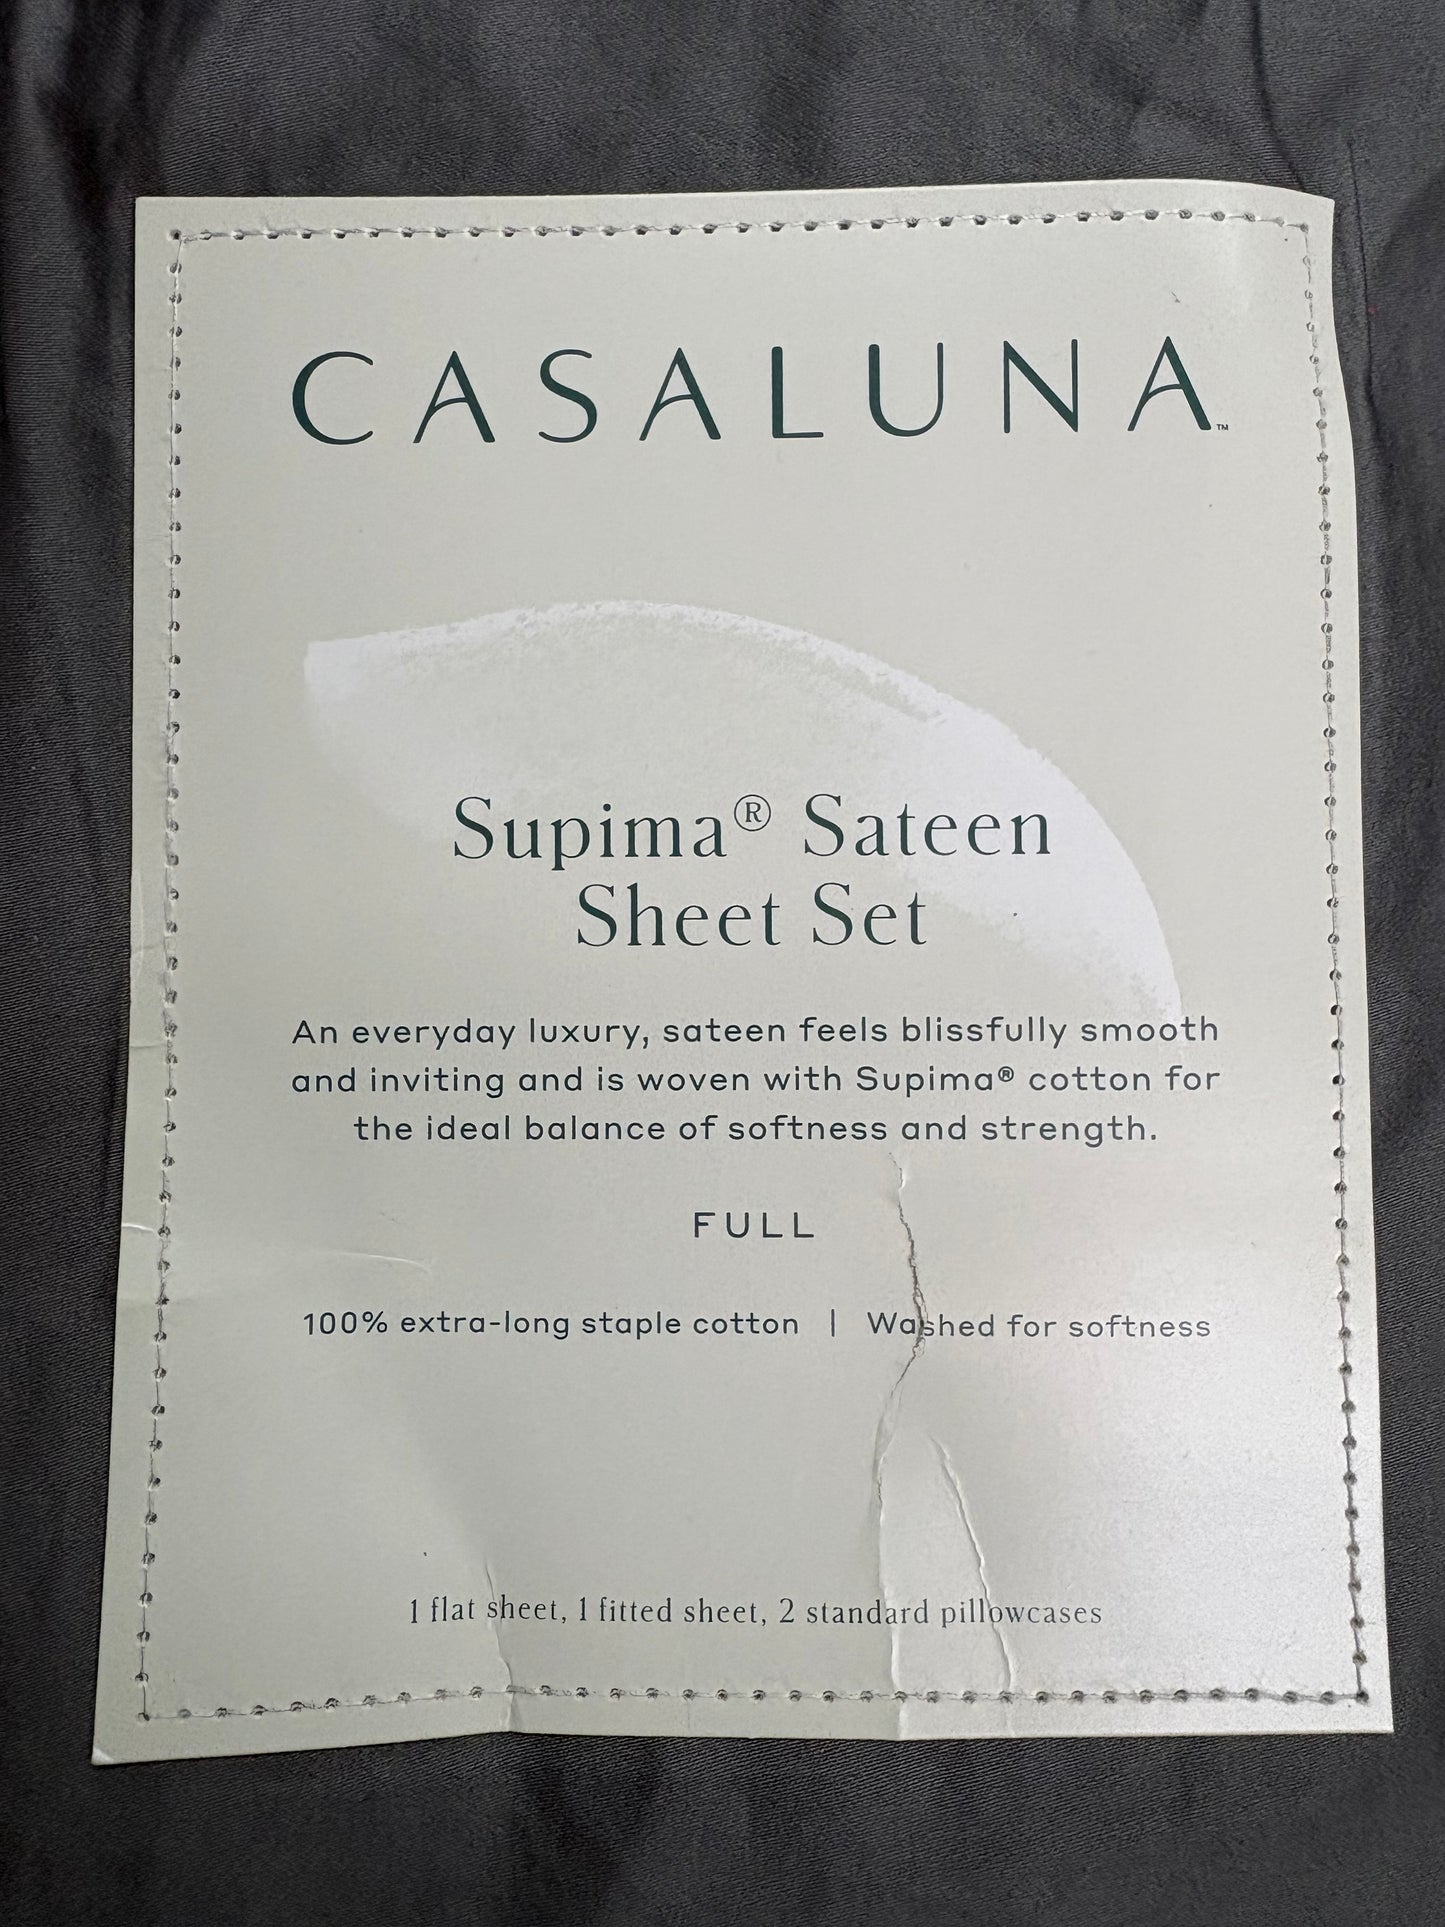 CASALUNA™
Supima® Sateen
Sheet Set
An everyday luxury, sateen feels blissfully smooth
and inviting and is woven with Supima® cotton for
the ideal balance of softness and strength.
FULL
100% extra-long staple cotton | Washed for softness
1 flat sheet, 1 fitted sheet, 2 standard pillowcases